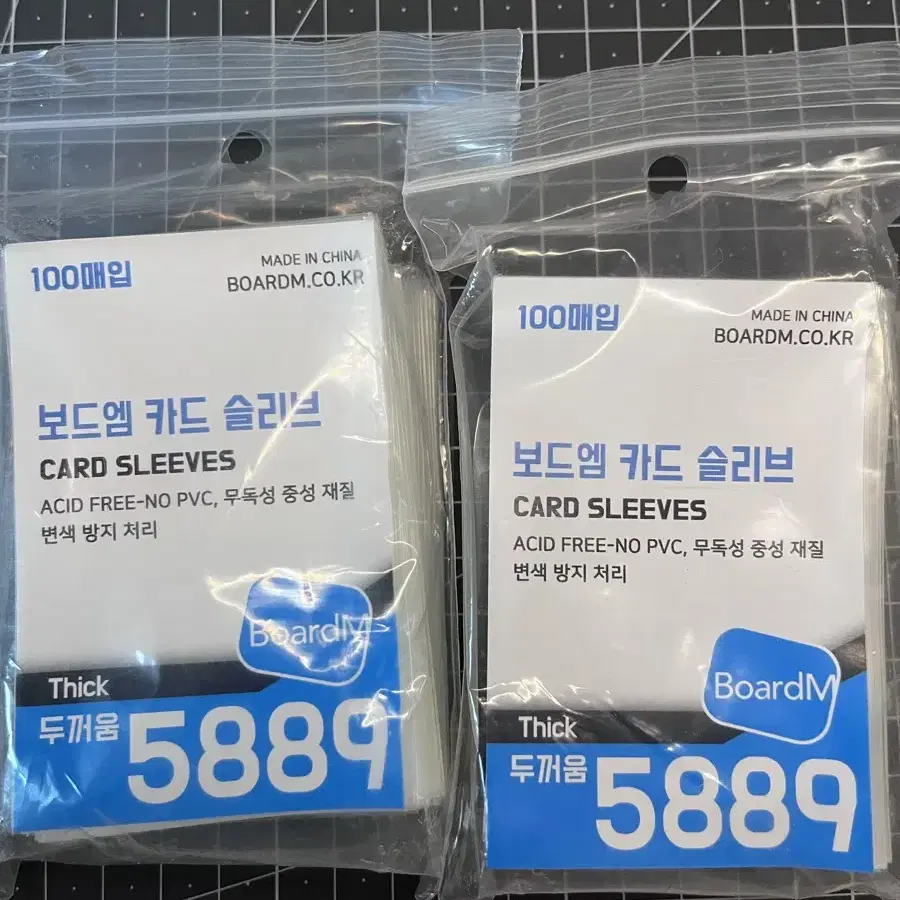 100매입
MADE IN CHINA
BOARDM.CO.KR
보드엠 카드 슬리브
CARD SLEEVES
ACID FREE-NO PVC, 무독성 중성 재질
변색 방지 처리
BoardM
Thick
두꺼움
5889
100매입
MADE IN CHINA
BOARDM.CO.KR
보드엠 카드 슬리브
CARD SLEEVES
ACID FREE-NO PVC, 무독성 중성 재질
변색 방지 처리
BoardM
Thick
두꺼움
5889